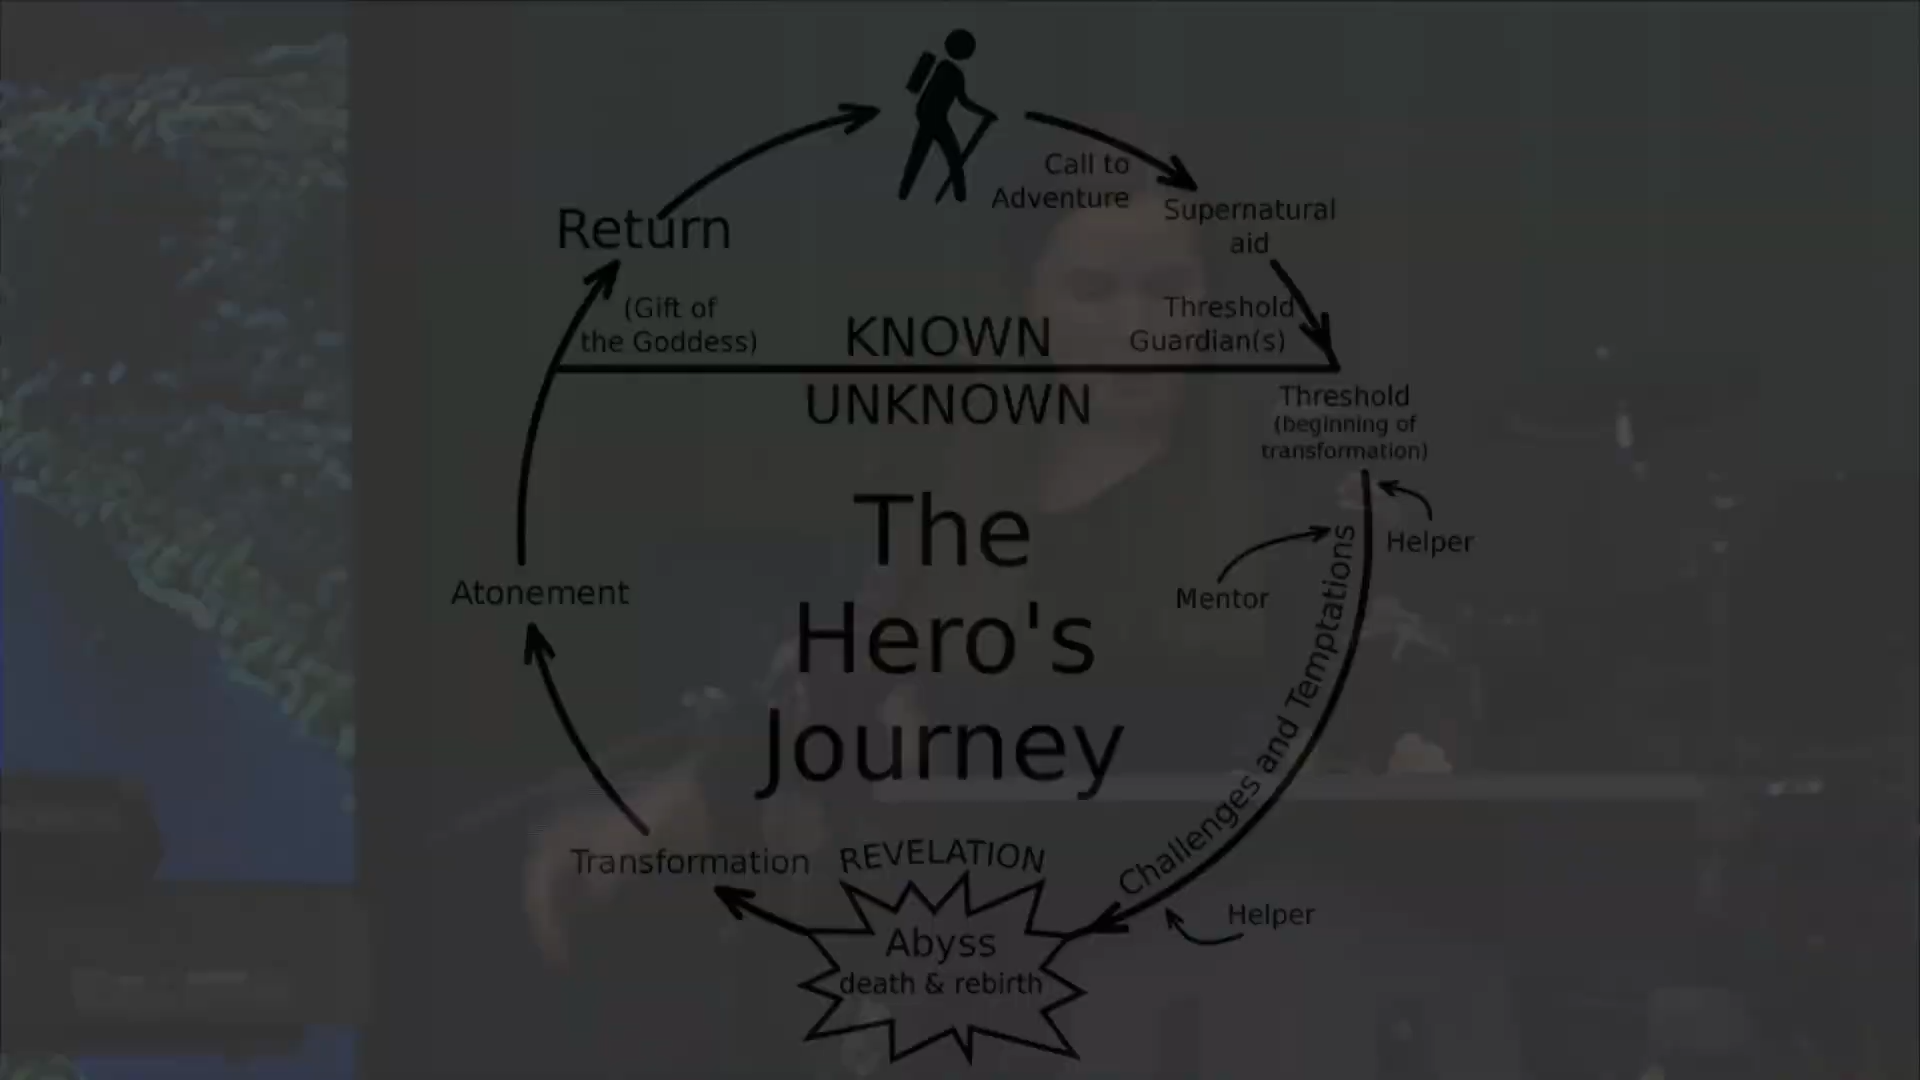 Call to
Adventure
Supernatural
aid
Return
(Gift of
the Goddess)
KNOWN
Threshold
Guardian(s)
UNKNOWN
Threshold
(beginning of
transformation)
Helper
Mentor
The
Hero's
Journey
Challenges and Temptations
Atonement
Transformation
REVELATION
Abyss
death & rebirth
Helper